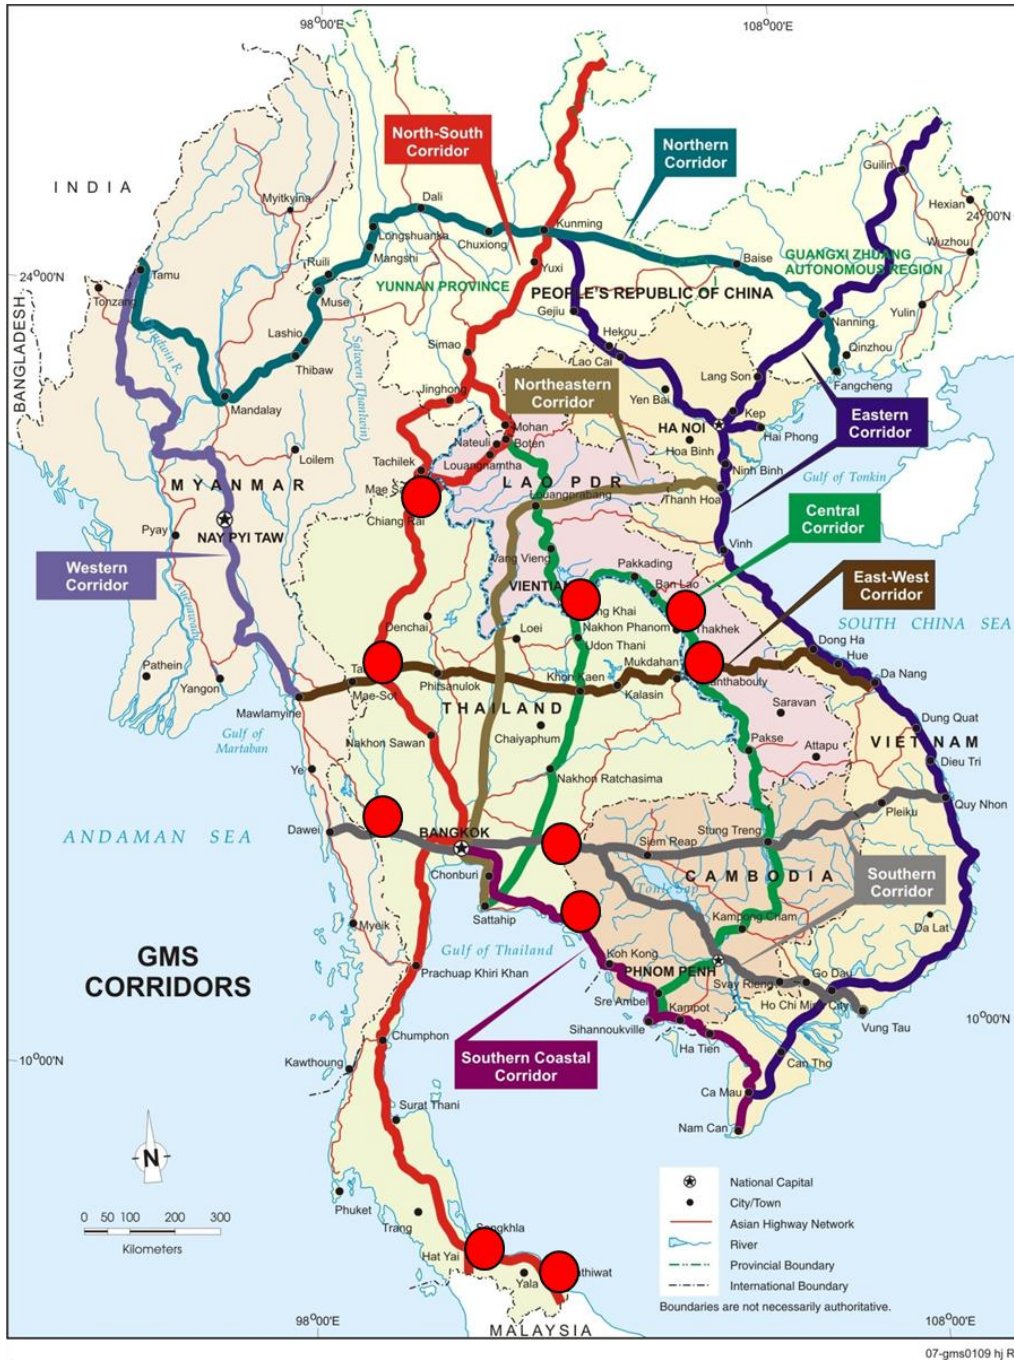 98°00'E
108°00'E
North-South
Corridor
Northern
Corridor
Guilin
INDIA
Myitkyina
Dali
Hexian
24°00'N
Longshuanka
Chuxiong
Kunming
Wuzhou
Mangshi
24°00'N
Tamu
Ruili
Yuxi
Baise
GUANGXI ZHUANG
AUTONOMOUS REGION
Tonzang
Muse
YUNNAN PROVINCE
PEOPLE'S REPUBLIC OF CHINA
Gejiu
Nanning
Yulin
BANGLADESH
Lashio
Salween (Thanlwin)
Hekou
Qinzhou
Thibaw
Simao
Lao Cai
Lang Son
Fangcheng
Mandalay
Jinghong
Northeastern
Corridor
Yen Bai
Kep
Eastern
Corridor
Mohan
HA NOI
Hai Phong
Nateuli
Boten
Hoa Binh
Loilem
Louangnamtha
Ninh Binh
Tachilek
Gulf of Tonkin
MYANMAR
LAO PDR
Mae
Louangprabang
Thanh Hoa
Central
Corridor
Pyay
Chiang Rai
NAY PYI TAW
Vang Vieng
Vinh
Western
Corridor
Pakkading
East-West
Corridor
Ban Lao
Denchai
Loei
Nakhon Phanom
Thakhek
SOUTH CHINA SEA
Udon Thani
Dong Ha
Pathein
Mukdahan
Hue
Yangon
Mae-Sot
Phitsanulok
Khon Kaen
Kalasin
Da Nang
Mawlamyine
THAILAND
Saravan
Gulf of
Martaban
Nakhon Sawan
Chaiyaphum
Pakse
Attapu
Dung Quat
VIET NAM
Dieu Tri
Ye
Nakhon Ratchasima
Pleiku
Quy Nhon
ANDAMAN SEA
Dawei
BANGKOK
Siem Reap
Stung Treng
Chonburi
CAMBODIA
Southern
Corridor
Tonle Sap
Sattahip
Kampong Cham
Myeik
Da Lat
GMS
CORRIDORS
Gulf of Thailand
Koh Kong
PHNOM PENH
Prachuap Khiri Khan
Svay Rieng
Go Dau
Sre Ambel
Ho Chi Minh City
Kampot
Vung Tau
Sihannoukville
10°00'N
Chumphon
Ha Tien
10°00'N
Kawthoung
Southern Coastal
Corridor
Can Tho
Ca Mau
Surat Thani
Nam Can
N
National Capital
Phuket
City/Town
0 50 100 200 300
Trang
Asian Highway Network
Kilometers
River
Hat Yai
Provincial Boundary
Yala
International Boundary
Boundaries are not necessarily authoritative.
98°00'E
MALAYSIA
108°00'E
07-gms0109 hj R